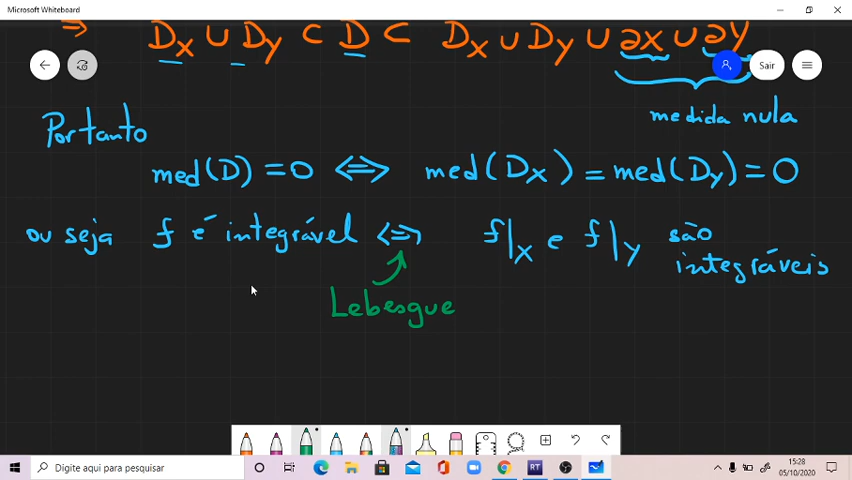 Microsoft Whiteboard
⇒ Dx ∪ Dy ⊂ D ⊂ Dx ∪ Dy ∪ ∂X ∪ ∂Y
Sair
medida nula
Portanto
med(D) = 0 ⇔ med(Dx) = med(Dy) = 0
ou seja f é integrável ⇔ f|X e f|Y são
integráveis
Lebesgue
Digite aqui para pesquisar
RT
15:28
05/10/2020